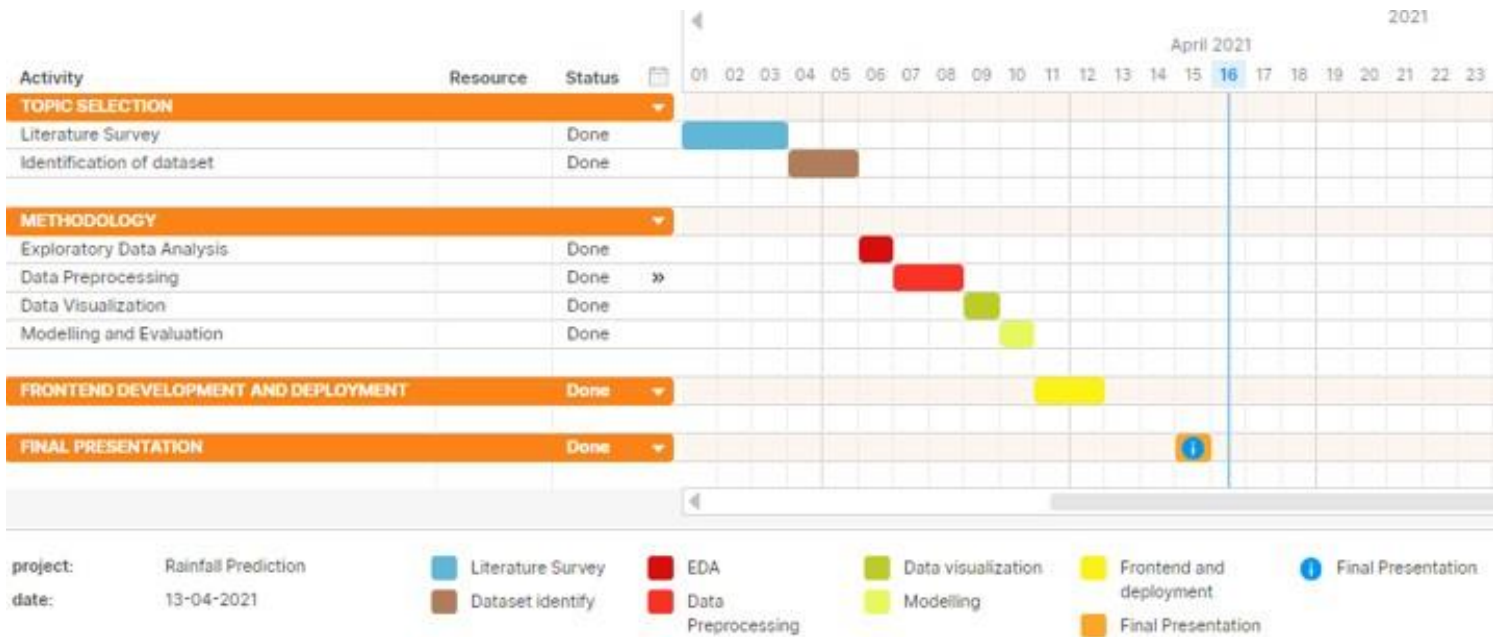 2021
April 2021
Activity Resource Status 01 02 03 04 05 06 07 08 09 10 11 12 13 14 15 16 17 18 19 20 21 22 23
TOPIC SELECTION
Literature Survey Done
Identification of dataset Done
METHODOLOGY
Exploratory Data Analysis Done
Data Preprocessing Done »
Data Visualization Done
Modelling and Evaluation Done
FRONTEND DEVELOPMENT AND DEPLOYMENT Done
FINAL PRESENTATION Done
i
project: Rainfall Prediction
date: 13-04-2021
Literature Survey
Dataset identify
EDA
Data
Preprocessing
Data visualization
Modelling
Frontend and
deployment
Final Presentation
i Final Presentation